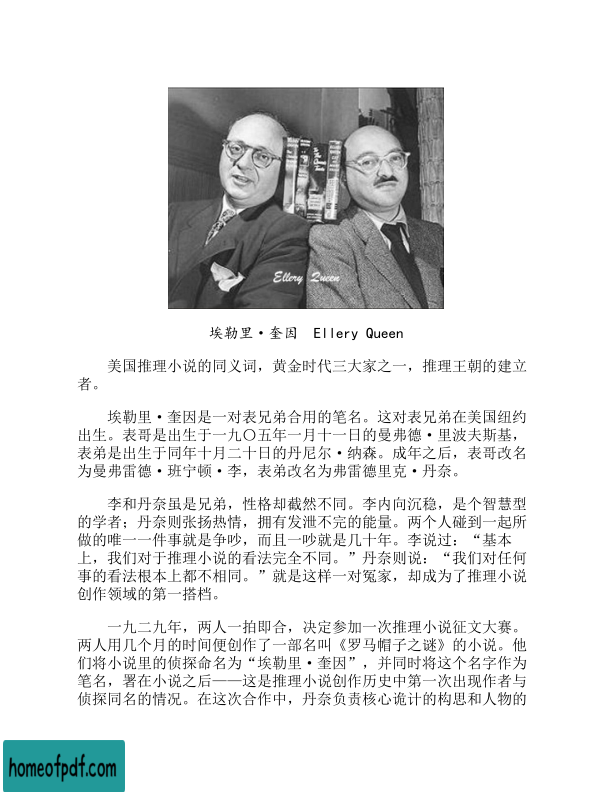 Ellery Queen
埃勒里·奎因 Ellery Queen
美国推理小说的同义词，黄金时代三大家之一，推理王朝的建立
者。
埃勒里·奎因是一对表兄弟合用的笔名。这对表兄弟在美国纽约
出生。表哥是出生于一九〇五年一月十一日的曼弗德·里波夫斯基，
表弟是出生于同年十月二十日的丹尼尔·纳森。成年之后，表哥改名
为曼弗雷德·班宁顿·李，表弟改名为弗雷德里克·丹奈。
李和丹奈虽是兄弟，性格却截然不同。李内向沉稳，是个智慧型
的学者；丹奈则张扬热情，拥有发泄不完的能量。两个人碰到一起所
做的唯一一件事就是争吵，而且一吵就是几十年。李说过：“基本
上，我们对于推理小说的看法完全不同。”丹奈则说：“我们对任何
事的看法根本上都不相同。”就是这样一对冤家，却成为了推理小说
创作领域的第一搭档。
一九二九年，两人一拍即合，决定参加一次推理小说征文大赛。
两人用几个月的时间便创作了一部名叫《罗马帽子之谜》的小说。他
们将小说里的侦探命名为“埃勒里·奎因”，并同时将这个名字作为
笔名，署在小说之后——这是推理小说创作历史中第一次出现作者与
侦探同名的情况。在这次合作中，丹奈负责核心诡计的构思和人物的
homeofpdf.com